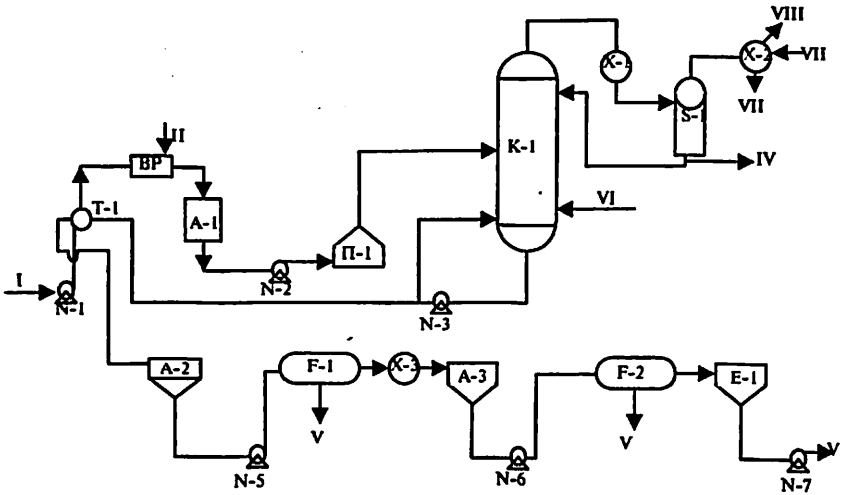 VIII
X-1
X-2
VII
VII
S-1
II
BP
K-1
IV
T-1
A-1
VI
П-1
I
N-1
N-2
N-3
A-2
F-1
X-3
A-3
F-2
E-1
V
V
V
N-5
N-6
N-7